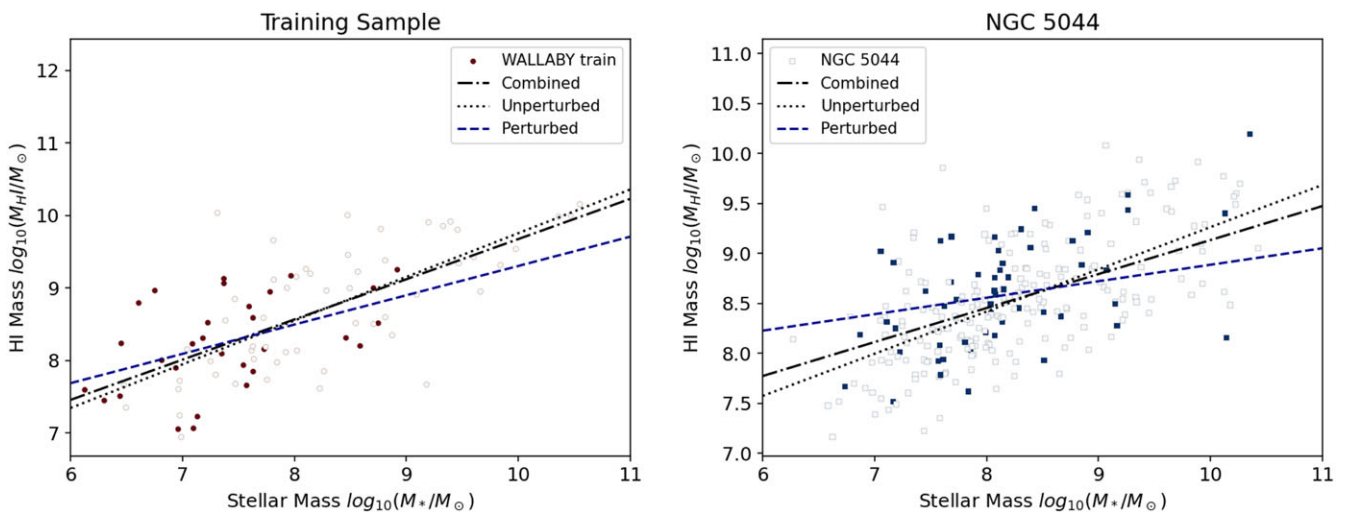 Training Sample
HI Mass log₁₀(M_HI/M⊙)
12
11
10
9
8
7
WALLABY train
Combined
Unperturbed
Perturbed
6 7 8 9 10 11
Stellar Mass log₁₀(M*/M⊙)
NGC 5044
HI Mass log₁₀(M_HI/M⊙)
11.0
10.5
10.0
9.5
9.0
8.5
8.0
7.5
7.0
NGC 5044
Combined
Unperturbed
Perturbed
6 7 8 9 10 11
Stellar Mass log₁₀(M*/M⊙)